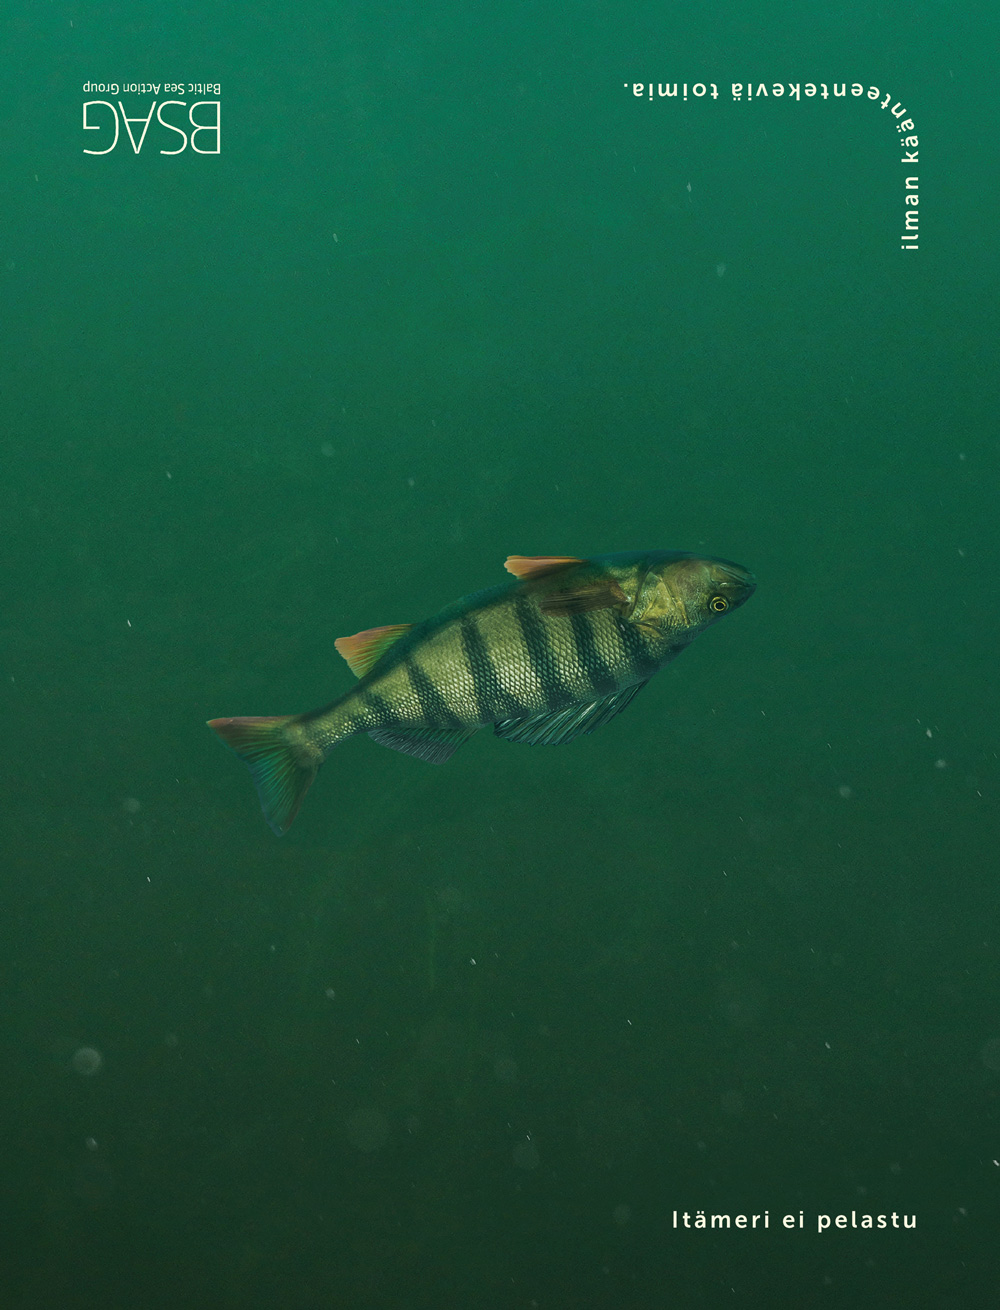 Itämeri ei pelastu
ilman käänteentekeviä toimia.
BSAG
Baltic Sea Action Group